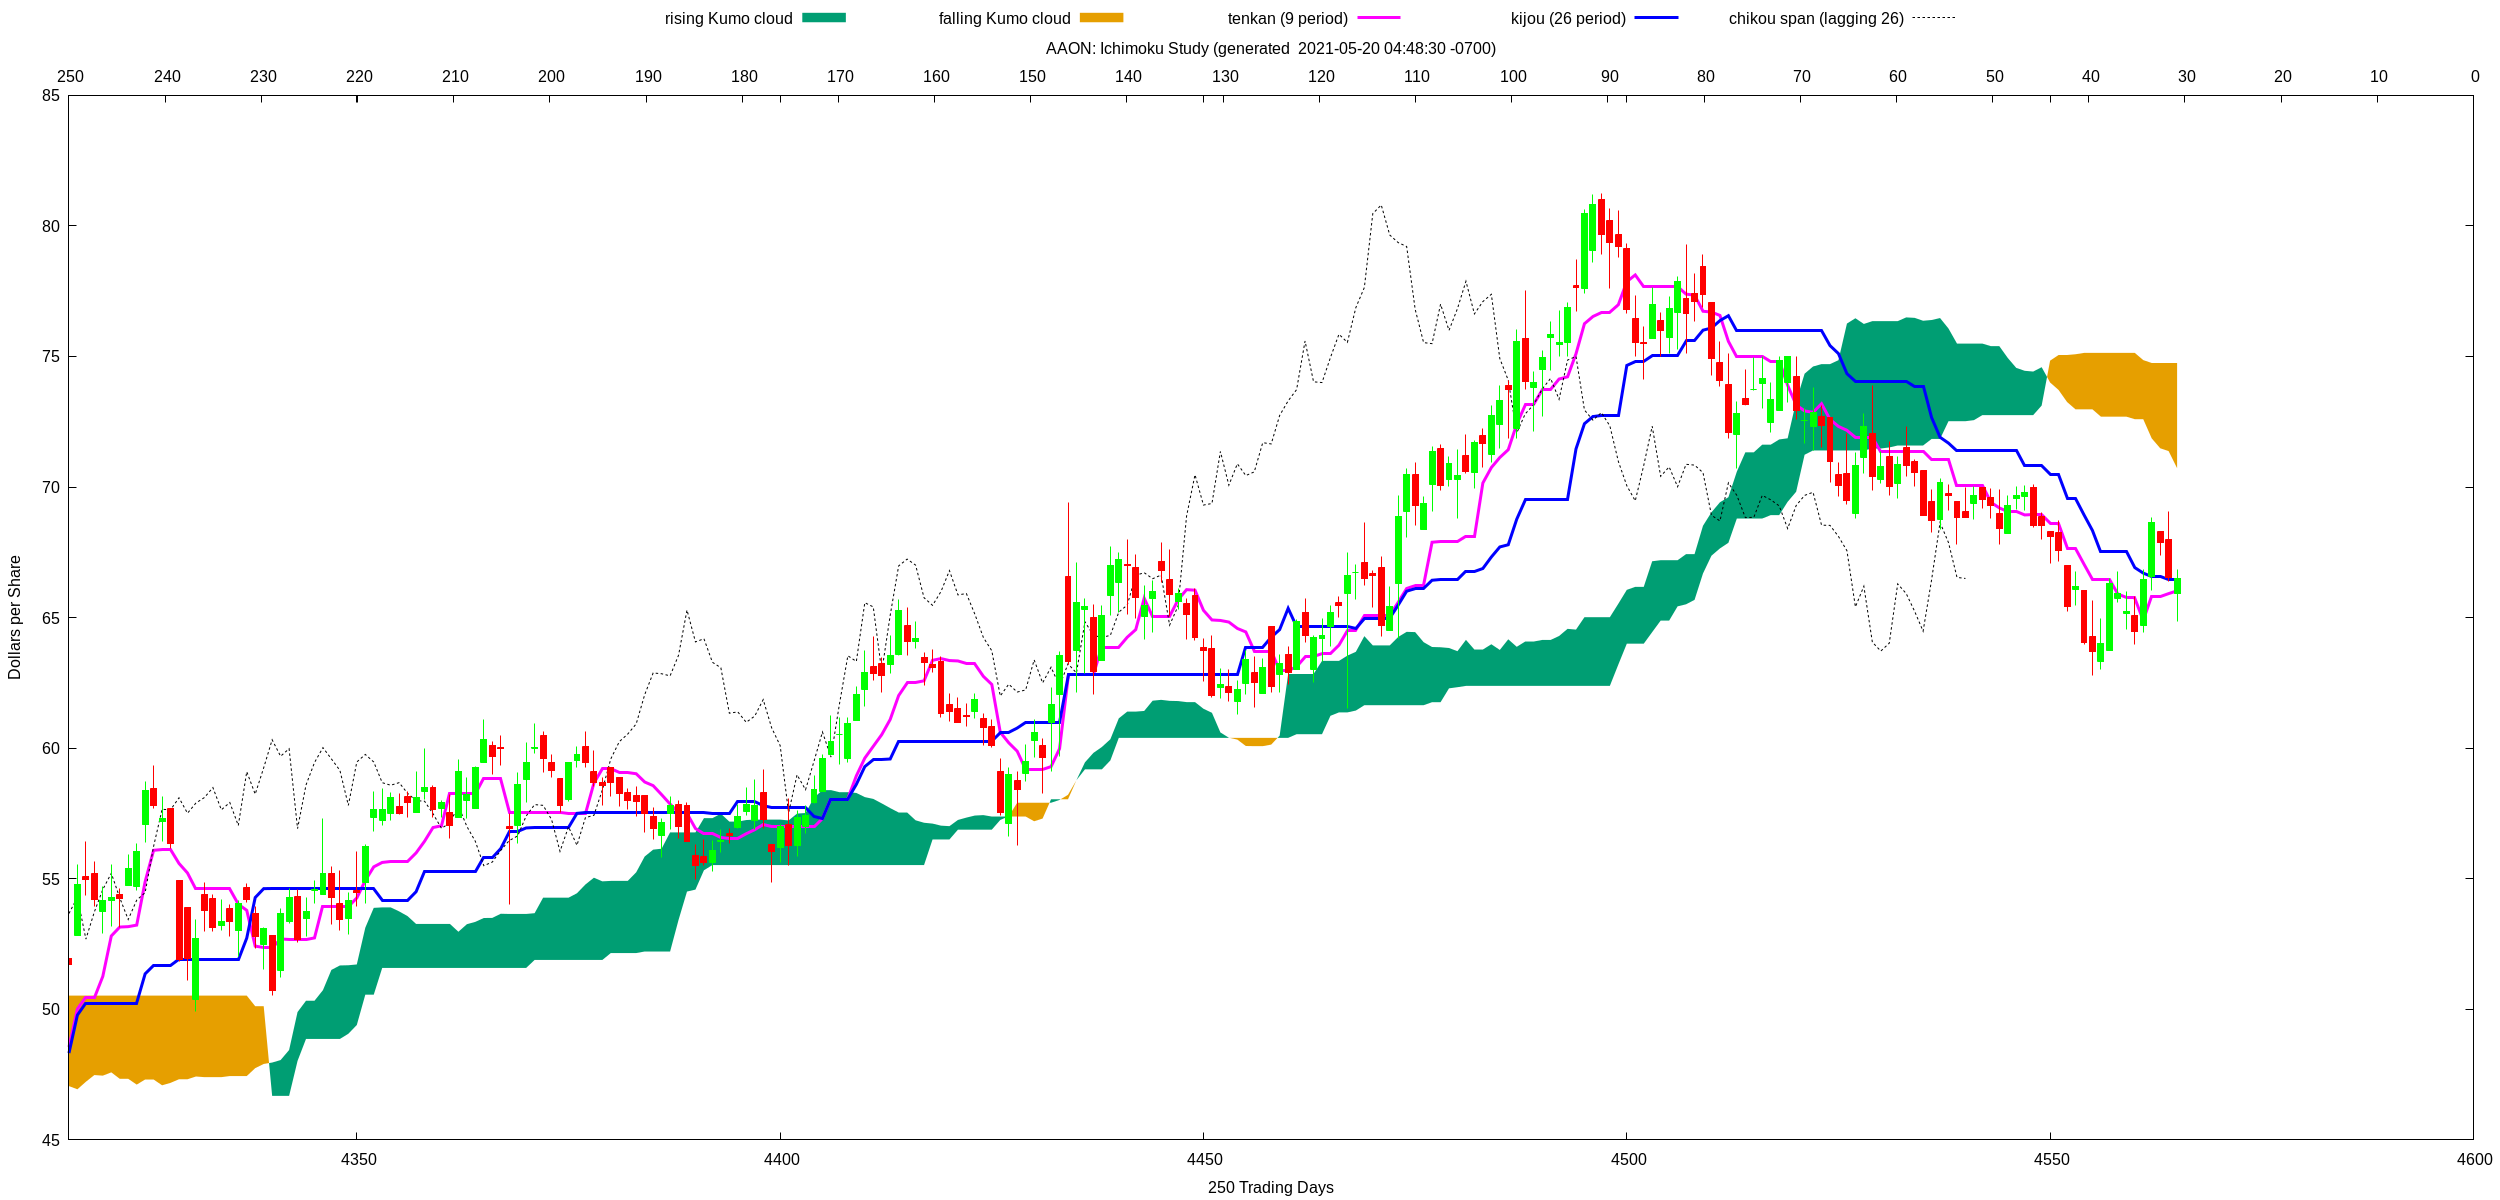 rising Kumo cloud falling Kumo cloud tenkan (9 period) kijou (26 period) chikou span (lagging 26)
AAON: Ichimoku Study (generated  2021-05-20 04:48:30 -0700)
250 240 230 220 210 200 190 180 170 160 150 140 130 120 110 100 90 80 70 60 50 40 30 20 10 0
85
80
75
70
65
60
55
50
45
Dollars per Share
4350 4400 4450 4500 4550 4600
250 Trading Days